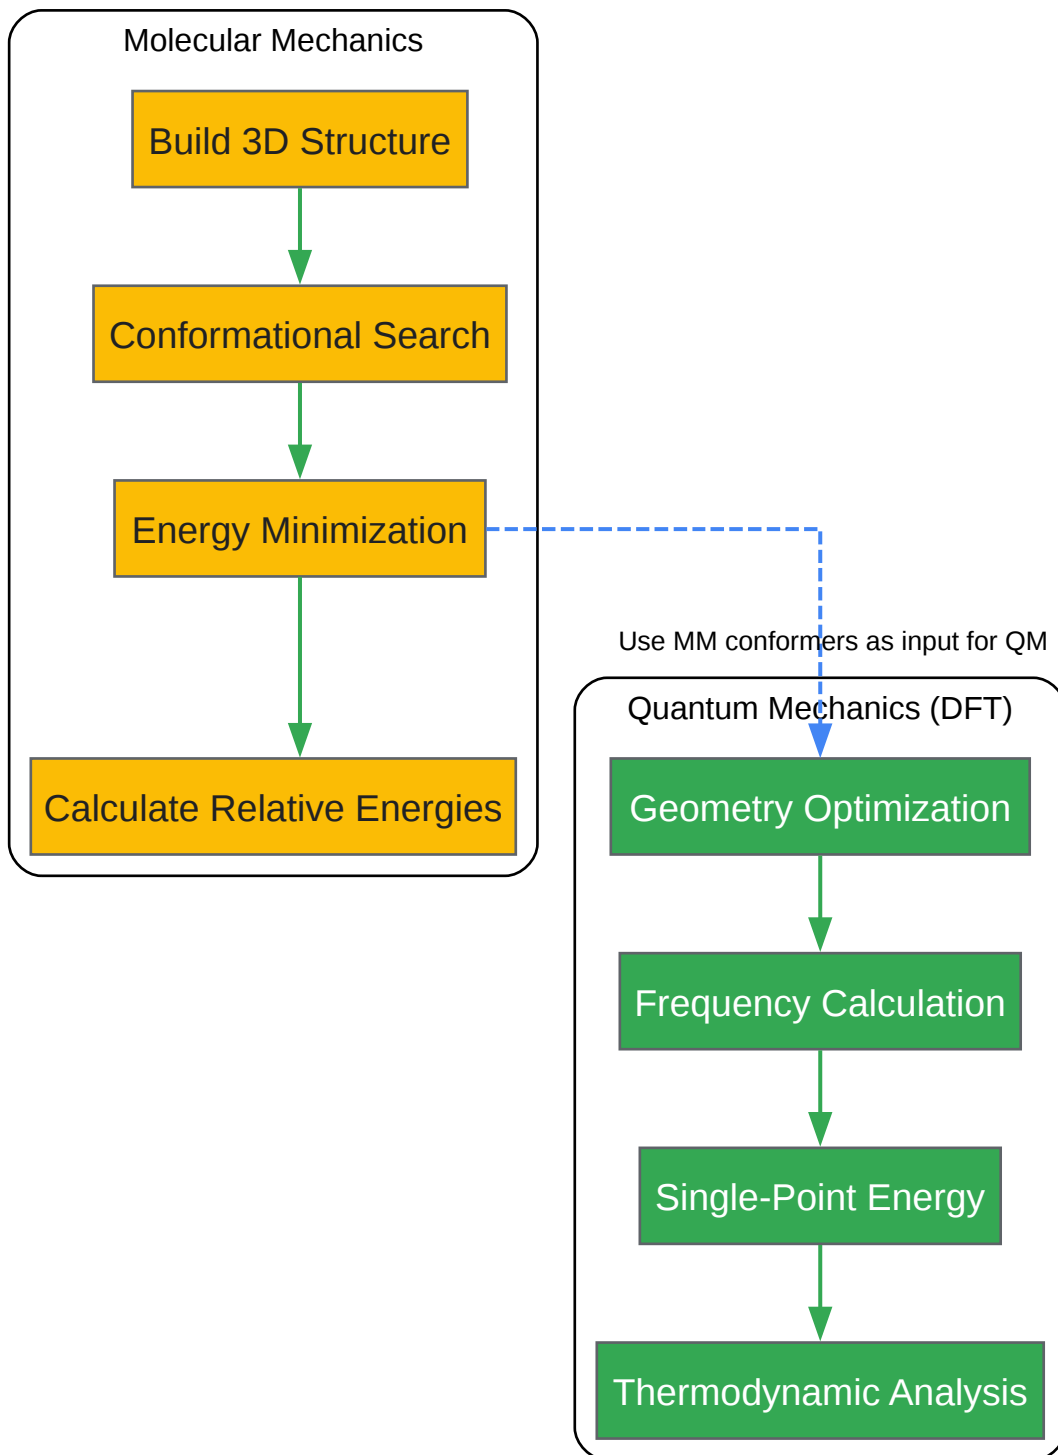 Molecular Mechanics
Build 3D Structure
Conformational Search
Energy Minimization
Calculate Relative Energies
Use MM conformers as input for QM
Quantum Mechanics (DFT)
Geometry Optimization
Frequency Calculation
Single-Point Energy
Thermodynamic Analysis